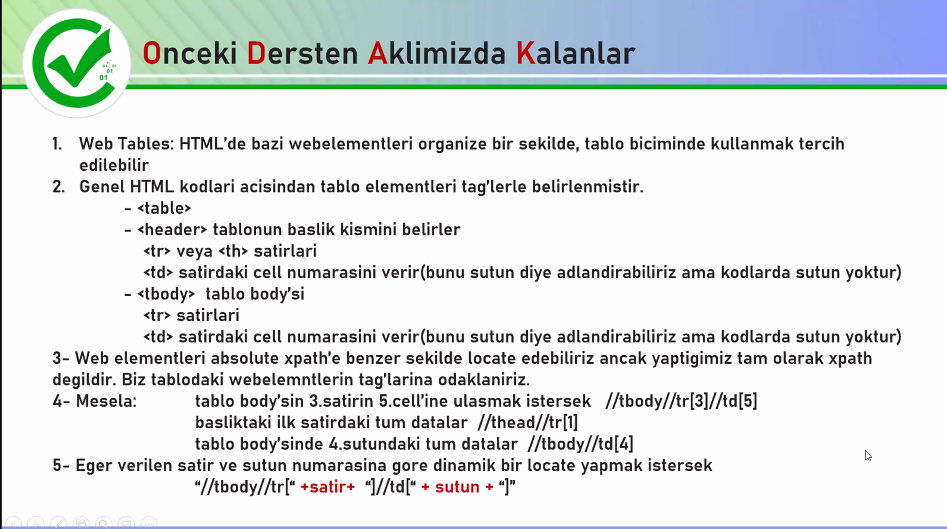 Onceki Dersten Aklimizda Kalanlar
01
01
1. Web Tables: HTML'de bazi webelementleri organize bir sekilde, tablo biciminde kullanmak tercih
edilebilir
2. Genel HTML kodlari acisindan tablo elementleri tag'lerle belirlenmistir.
- <table>
- <header> tablonun baslik kismini belirler
<tr> veya <th> satirlari
<td> satirdaki cell numarasini verir(bunu sutun diye adlandirabiliriz ama kodlarda sutun yoktur)
- <tbody> tablo body'si
<tr> satirlari
<td> satirdaki cell numarasini verir(bunu sutun diye adlandirabiliriz ama kodlarda sutun yoktur)
3- Web elementleri absolute xpath'e benzer sekilde locate edebiliriz ancak yaptigimiz tam olarak xpath
degildir. Biz tablodaki webelemntlerin tag'larina odaklaniriz.
4- Mesela: tablo body'sin 3.satirin 5.cell'ine ulasmak istersek //tbody//tr[3]//td[5]
basliktaki ilk satirdaki tum datalar //thead//tr[1]
tablo body'sinde 4.sutundaki tum datalar //tbody//td[4]
5- Eger verilen satir ve sutun numarasina gore dinamik bir locate yapmak istersek
“//tbody//tr[“ +satir+ “]//td[“ + sutun + “]”